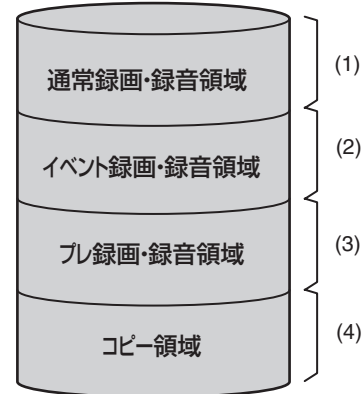 通常録画・録音領域
(1)
イベント録画・録音領域
(2)
プレ録画・録音領域
(3)
コピー領域
(4)